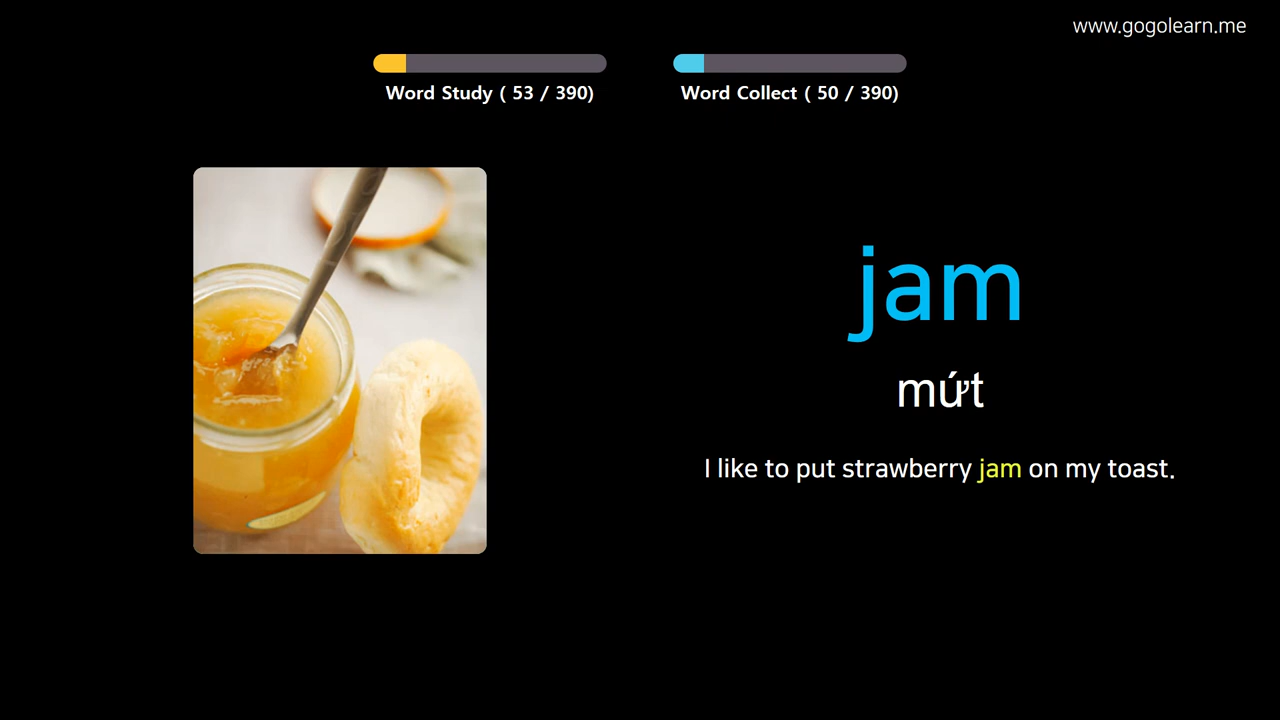 www.gogolearn.me
Word Study ( 53 / 390)
Word Collect ( 50 / 390)
jam
mứt
I like to put strawberry jam on my toast.